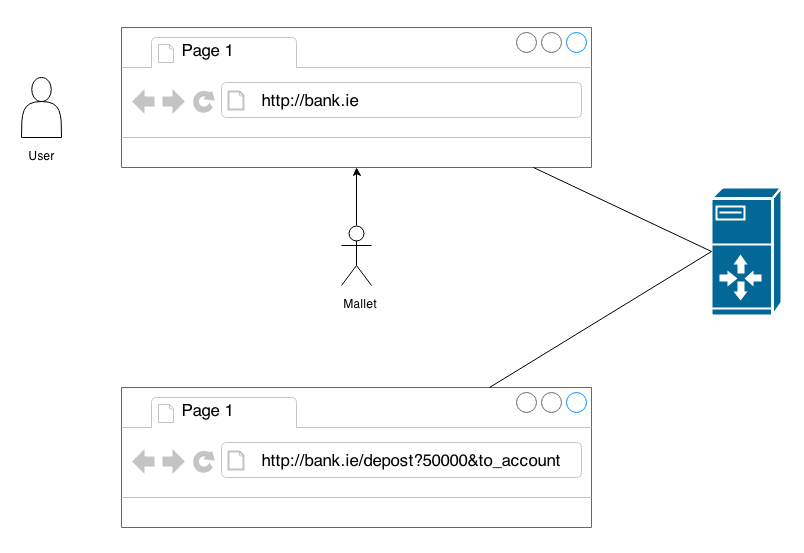 Page 1
http://bank.ie
User
Mallet
Page 1
http://bank.ie/depost?50000&to_account